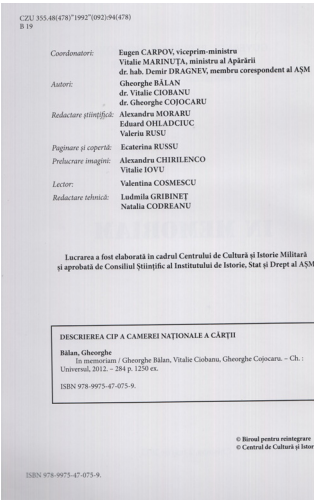 CZU 355.48(478)"1992"(092):94(478)
B 19
Coordonatori: Eugen CARPOV, viceprim-ministru
Vitalie MARINUȚA, ministru al Apărării
dr. hab. Demir DRAGNEV, membru corespondent al AȘM
Autori: Gheorghe BĂLAN
dr. Vitalie CIOBANU
dr. Gheorghe COJOCARU
Redactare științifică: Alexandru MORARU
Eduard OHLADCIUC
Valeriu RUSU
Paginare și copertă: Ecaterina RUSSU
Prelucrare imagini: Alexandru CHIRILENCO
Vitalie IOVU
Lector: Valentina COSMESCU
Redactare tehnică: Ludmila GRIBINEȚ
Natalia CODREANU
Lucrarea a fost elaborată în cadrul Centrului de Cultură și Istorie Militară
și aprobată de Consiliul Științific al Institutului de Istorie, Stat și Drept al AȘM
DESCRIEREA CIP A CAMEREI NAȚIONALE A CĂRȚII
Bălan, Gheorghe
În memoriam / Gheorghe Bălan, Vitalie Ciobanu, Gheorghe Cojocaru. – Ch. :
Universul, 2012. – 284 p. 1250 ex.
ISBN 978-9975-47-075-9.
© Biroul pentru reintegrare
© Centrul de Cultură și Istor
ISBN 978-9975-47-075-9.